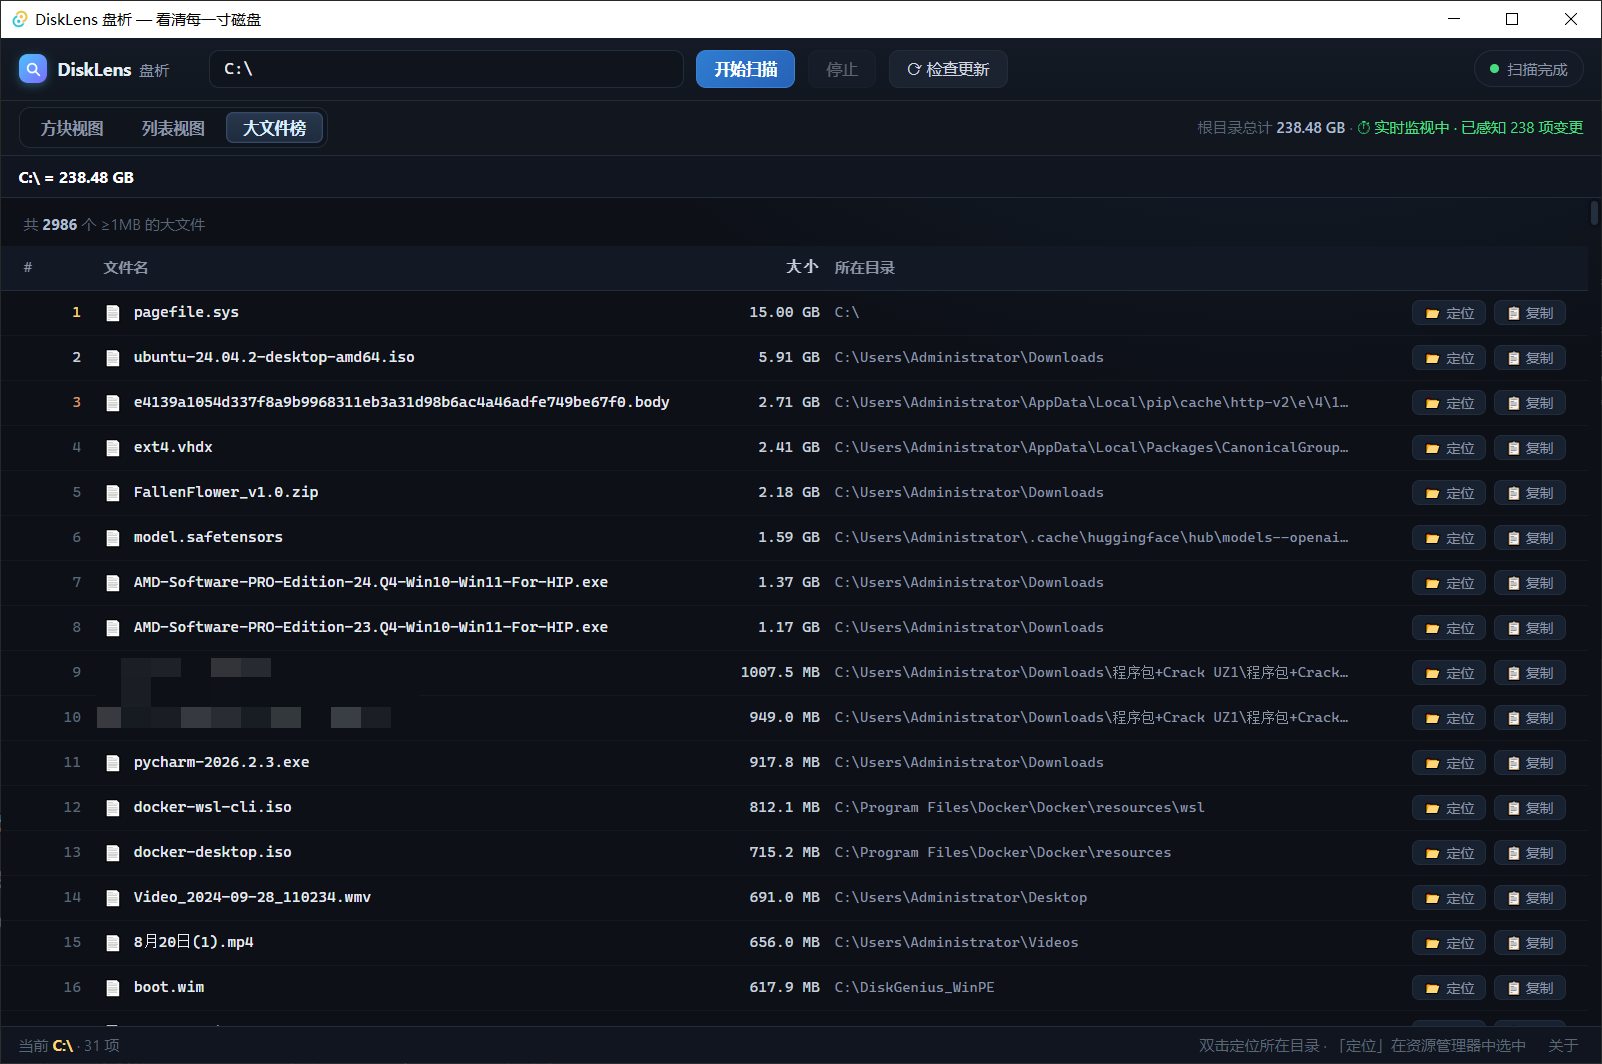 DiskLens 盘析 — 看清每一寸磁盘
DiskLens 盘析 C:\ 开始扫描 停止 检查更新 扫描完成
方块视图 列表视图 大文件榜 根目录总计 238.48 GB · 实时监视中 · 已感知 238 项变更
C:\ = 238.48 GB
共 2986 个 ≥1MB 的大文件
# 文件名 大小 所在目录
1 pagefile.sys 15.00 GB C:\ 定位 复制
2 ubuntu-24.04.2-desktop-amd64.iso 5.91 GB C:\Users\Administrator\Downloads 定位 复制
3 e4139a1054d337f8a9b9968311eb3a31d98b6ac4a46adfe749be67f0.body 2.71 GB C:\Users\Administrator\AppData\Local\pip\cache\http-v2\e\4\1… 定位 复制
4 ext4.vhdx 2.41 GB C:\Users\Administrator\AppData\Local\Packages\CanonicalGroup… 定位 复制
5 FallenFlower_v1.0.zip 2.18 GB C:\Users\Administrator\Downloads 定位 复制
6 model.safetensors 1.59 GB C:\Users\Administrator\.cache\huggingface\hub\models--openai… 定位 复制
7 AMD-Software-PRO-Edition-24.Q4-Win10-Win11-For-HIP.exe 1.37 GB C:\Users\Administrator\Downloads 定位 复制
8 AMD-Software-PRO-Edition-23.Q4-Win10-Win11-For-HIP.exe 1.17 GB C:\Users\Administrator\Downloads 定位 复制
9 1007.5 MB C:\Users\Administrator\Downloads\程序包+Crack UZ1\程序包+Crack… 定位 复制
10 949.0 MB C:\Users\Administrator\Downloads\程序包+Crack UZ1\程序包+Crack… 定位 复制
11 pycharm-2026.2.3.exe 917.8 MB C:\Users\Administrator\Downloads 定位 复制
12 docker-wsl-cli.iso 812.1 MB C:\Program Files\Docker\Docker\resources\wsl 定位 复制
13 docker-desktop.iso 715.2 MB C:\Program Files\Docker\Docker\resources 定位 复制
14 Video_2024-09-28_110234.wmv 691.0 MB C:\Users\Administrator\Desktop 定位 复制
15 8月20日(1).mp4 656.0 MB C:\Users\Administrator\Videos 定位 复制
16 boot.wim 617.9 MB C:\DiskGenius_WinPE 定位 复制
当前 C:\ · 31 项 双击定位所在目录 · 「定位」在资源管理器中选中 关于